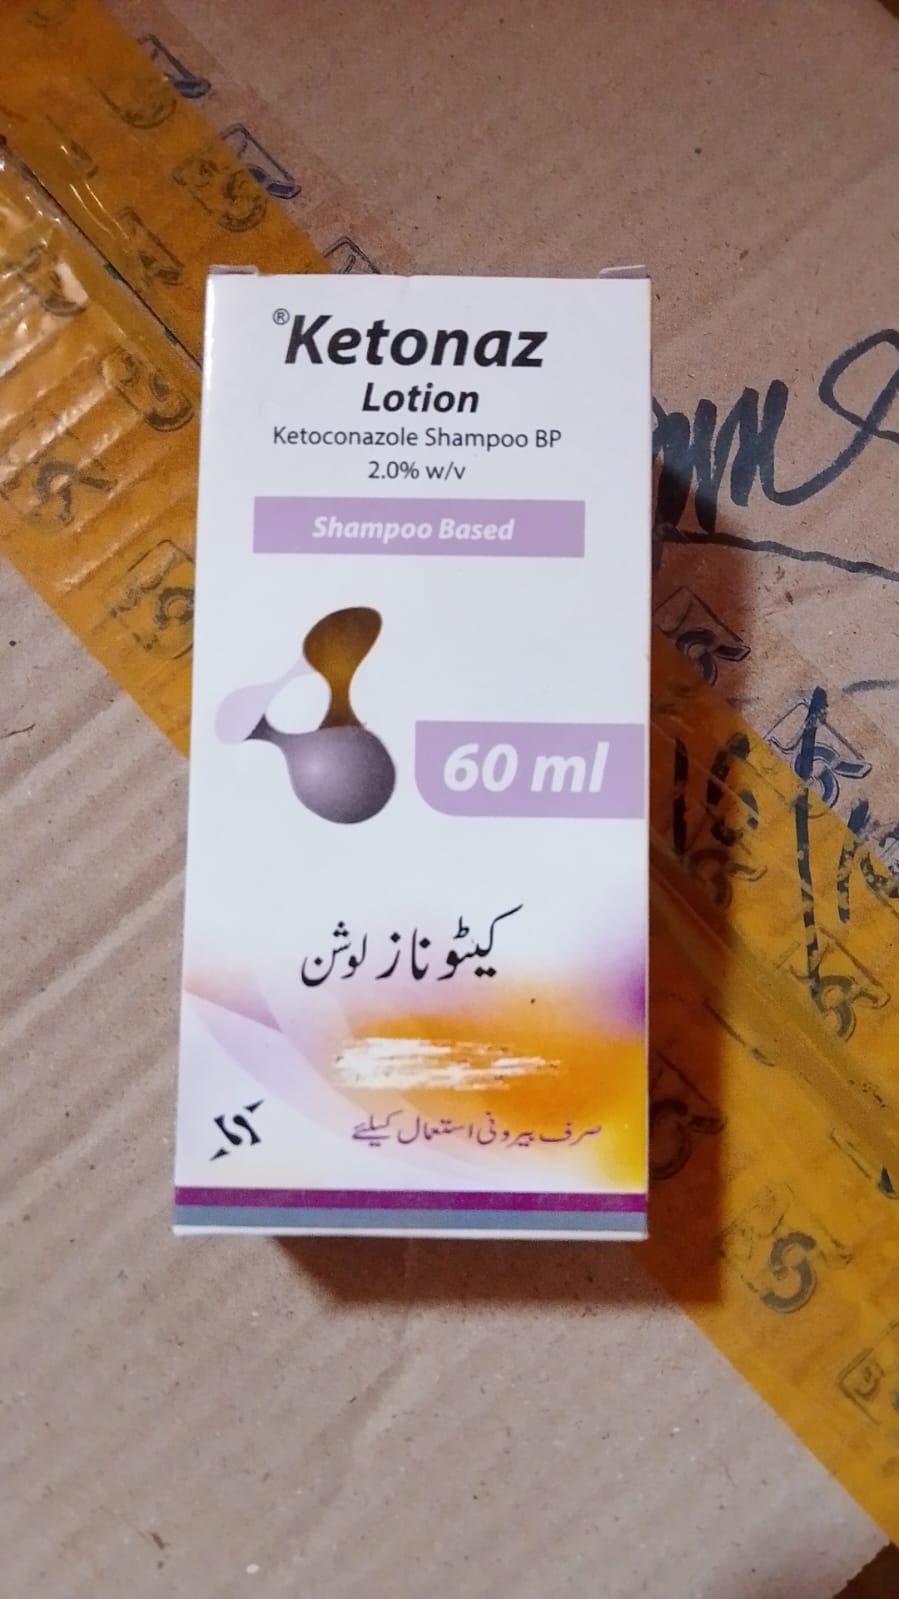 ®Ketonaz
Lotion
Ketoconazole Shampoo BP
2.0% w/v
Shampoo Based
60 ml
کیٹوناز لوشن
صرف بیرونی استعمال کیلئے